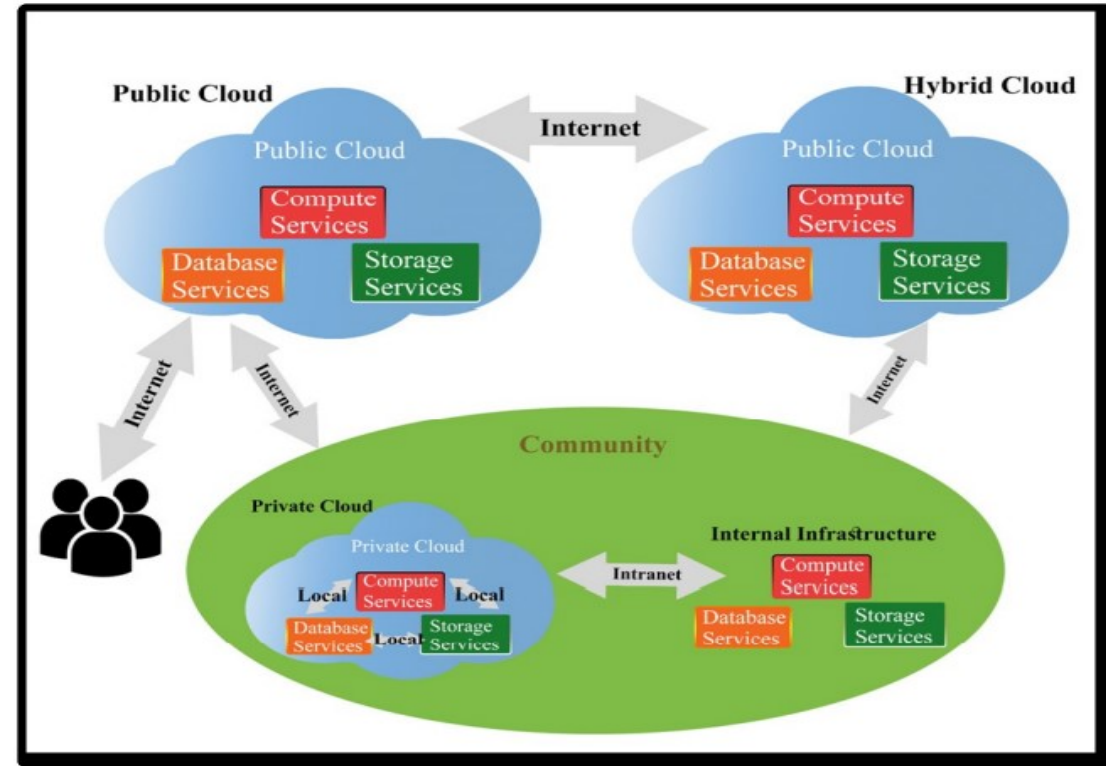 Public Cloud
Hybrid Cloud
Internet
Public Cloud
Compute
Services
Database
Services
Storage
Services
Public Cloud
Compute
Services
Database
Services
Storage
Services
Internet
Internet
Internet
Community
Private Cloud
Private Cloud
Local
Compute
Services
Local
Database
Services
Local
Storage
Services
Intranet
Internal Infrastructure
Compute
Services
Database
Services
Storage
Services